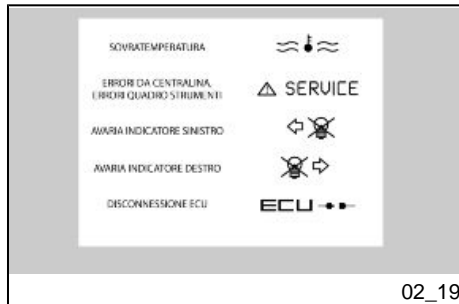 SOVRATEMPERATURA
ERRORI DA CENTRALINA,
ERRORI QUADRO STRUMENTI
SERVICE
AVARIA INDICATORE SINISTRO
AVARIA INDICATORE DESTRO
DISCONNESSIONE ECU
ECU
02_19